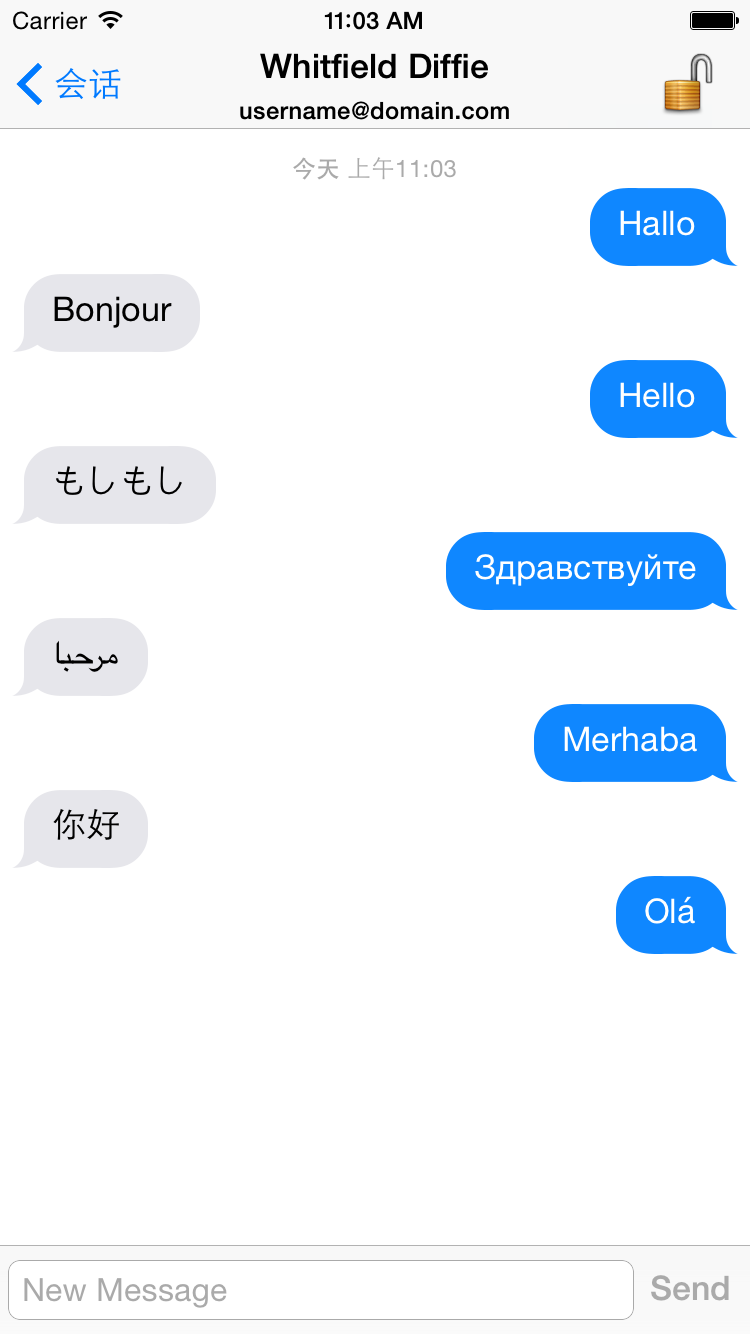 Carrier 11:03 AM
Whitfield Diffie
会话
username@domain.com
今天 上午11:03
Hallo
Bonjour
Hello
もしもし
Здравствуйте
مرحبا
Merhaba
你好
Olá
New Message Send